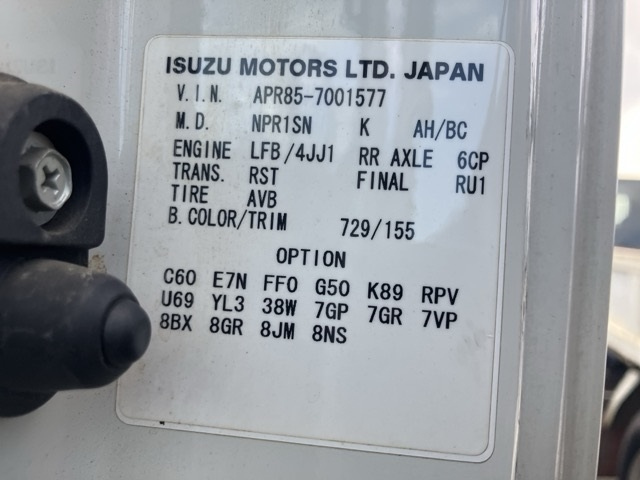 ISUZU MOTORS LTD. JAPAN
V.I.N. APR85-7001577
M.D. NPR1SN K AH/BC
ENGINE LFB/4JJ1 RR AXLE 6CP
TRANS. RST FINAL RU1
TIRE AVB
B.COLOR/TRIM 729/155
OPTION
C60 E7N FF0 G50 K89 RPV
U69 YL3 38W 7GP 7GR 7VP
8BX 8GR 8JM 8NS